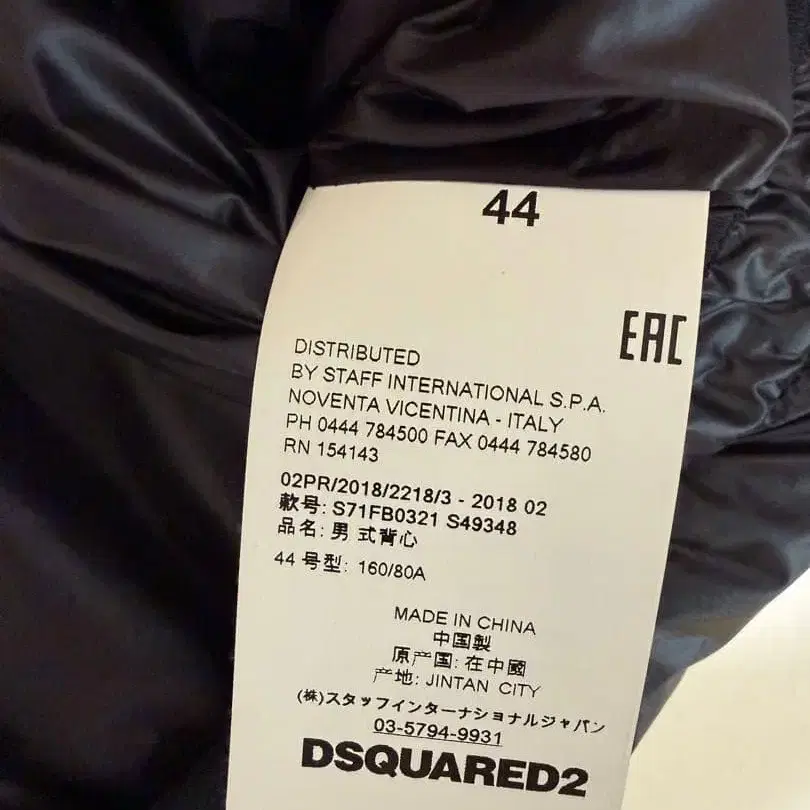 44
EAC
DISTRIBUTED
BY STAFF INTERNATIONAL S.P.A.
NOVENTA VICENTINA - ITALY
PH 0444 784500 FAX 0444 784580
RN 154143
02PR/2018/2218/3 - 2018 02
款号: S71FB0321 S49348
品名: 男 式背心
44 号型: 160/80A
MADE IN CHINA
中国製
原产国: 在中國
产地: JINTAN CITY
(株)スタッフインターナショナルジャパン
03-5794-9931
DSQUARED2